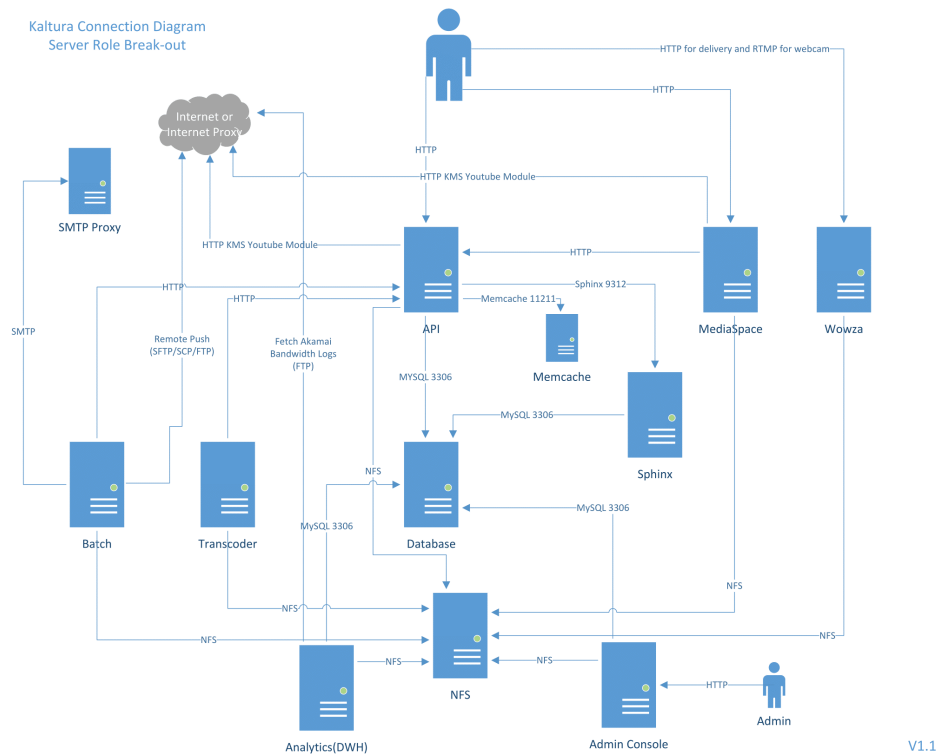 Kaltura Connection Diagram
Server Role Break-out
HTTP for delivery and RTMP for webcam
HTTP
Internet or
Internet Proxy
HTTP
HTTP KMS Youtube Module
SMTP Proxy
HTTP KMS Youtube Module
HTTP
Sphinx 9312
HTTP
HTTP
Memcache 11211
API
MediaSpace
Wowza
SMTP
Remote Push
(SFTP/SCP/FTP)
Fetch Akamai
Bandwidth Logs
(FTP)
Memcache
MYSQL 3306
MySQL 3306
NFS
Sphinx
MySQL 3306
MySQL 3306
Batch
Transcoder
Database
NFS
NFS
NFS
NFS
NFS
NFS
HTTP
NFS
Admin
Analytics(DWH)
Admin Console
V1.1